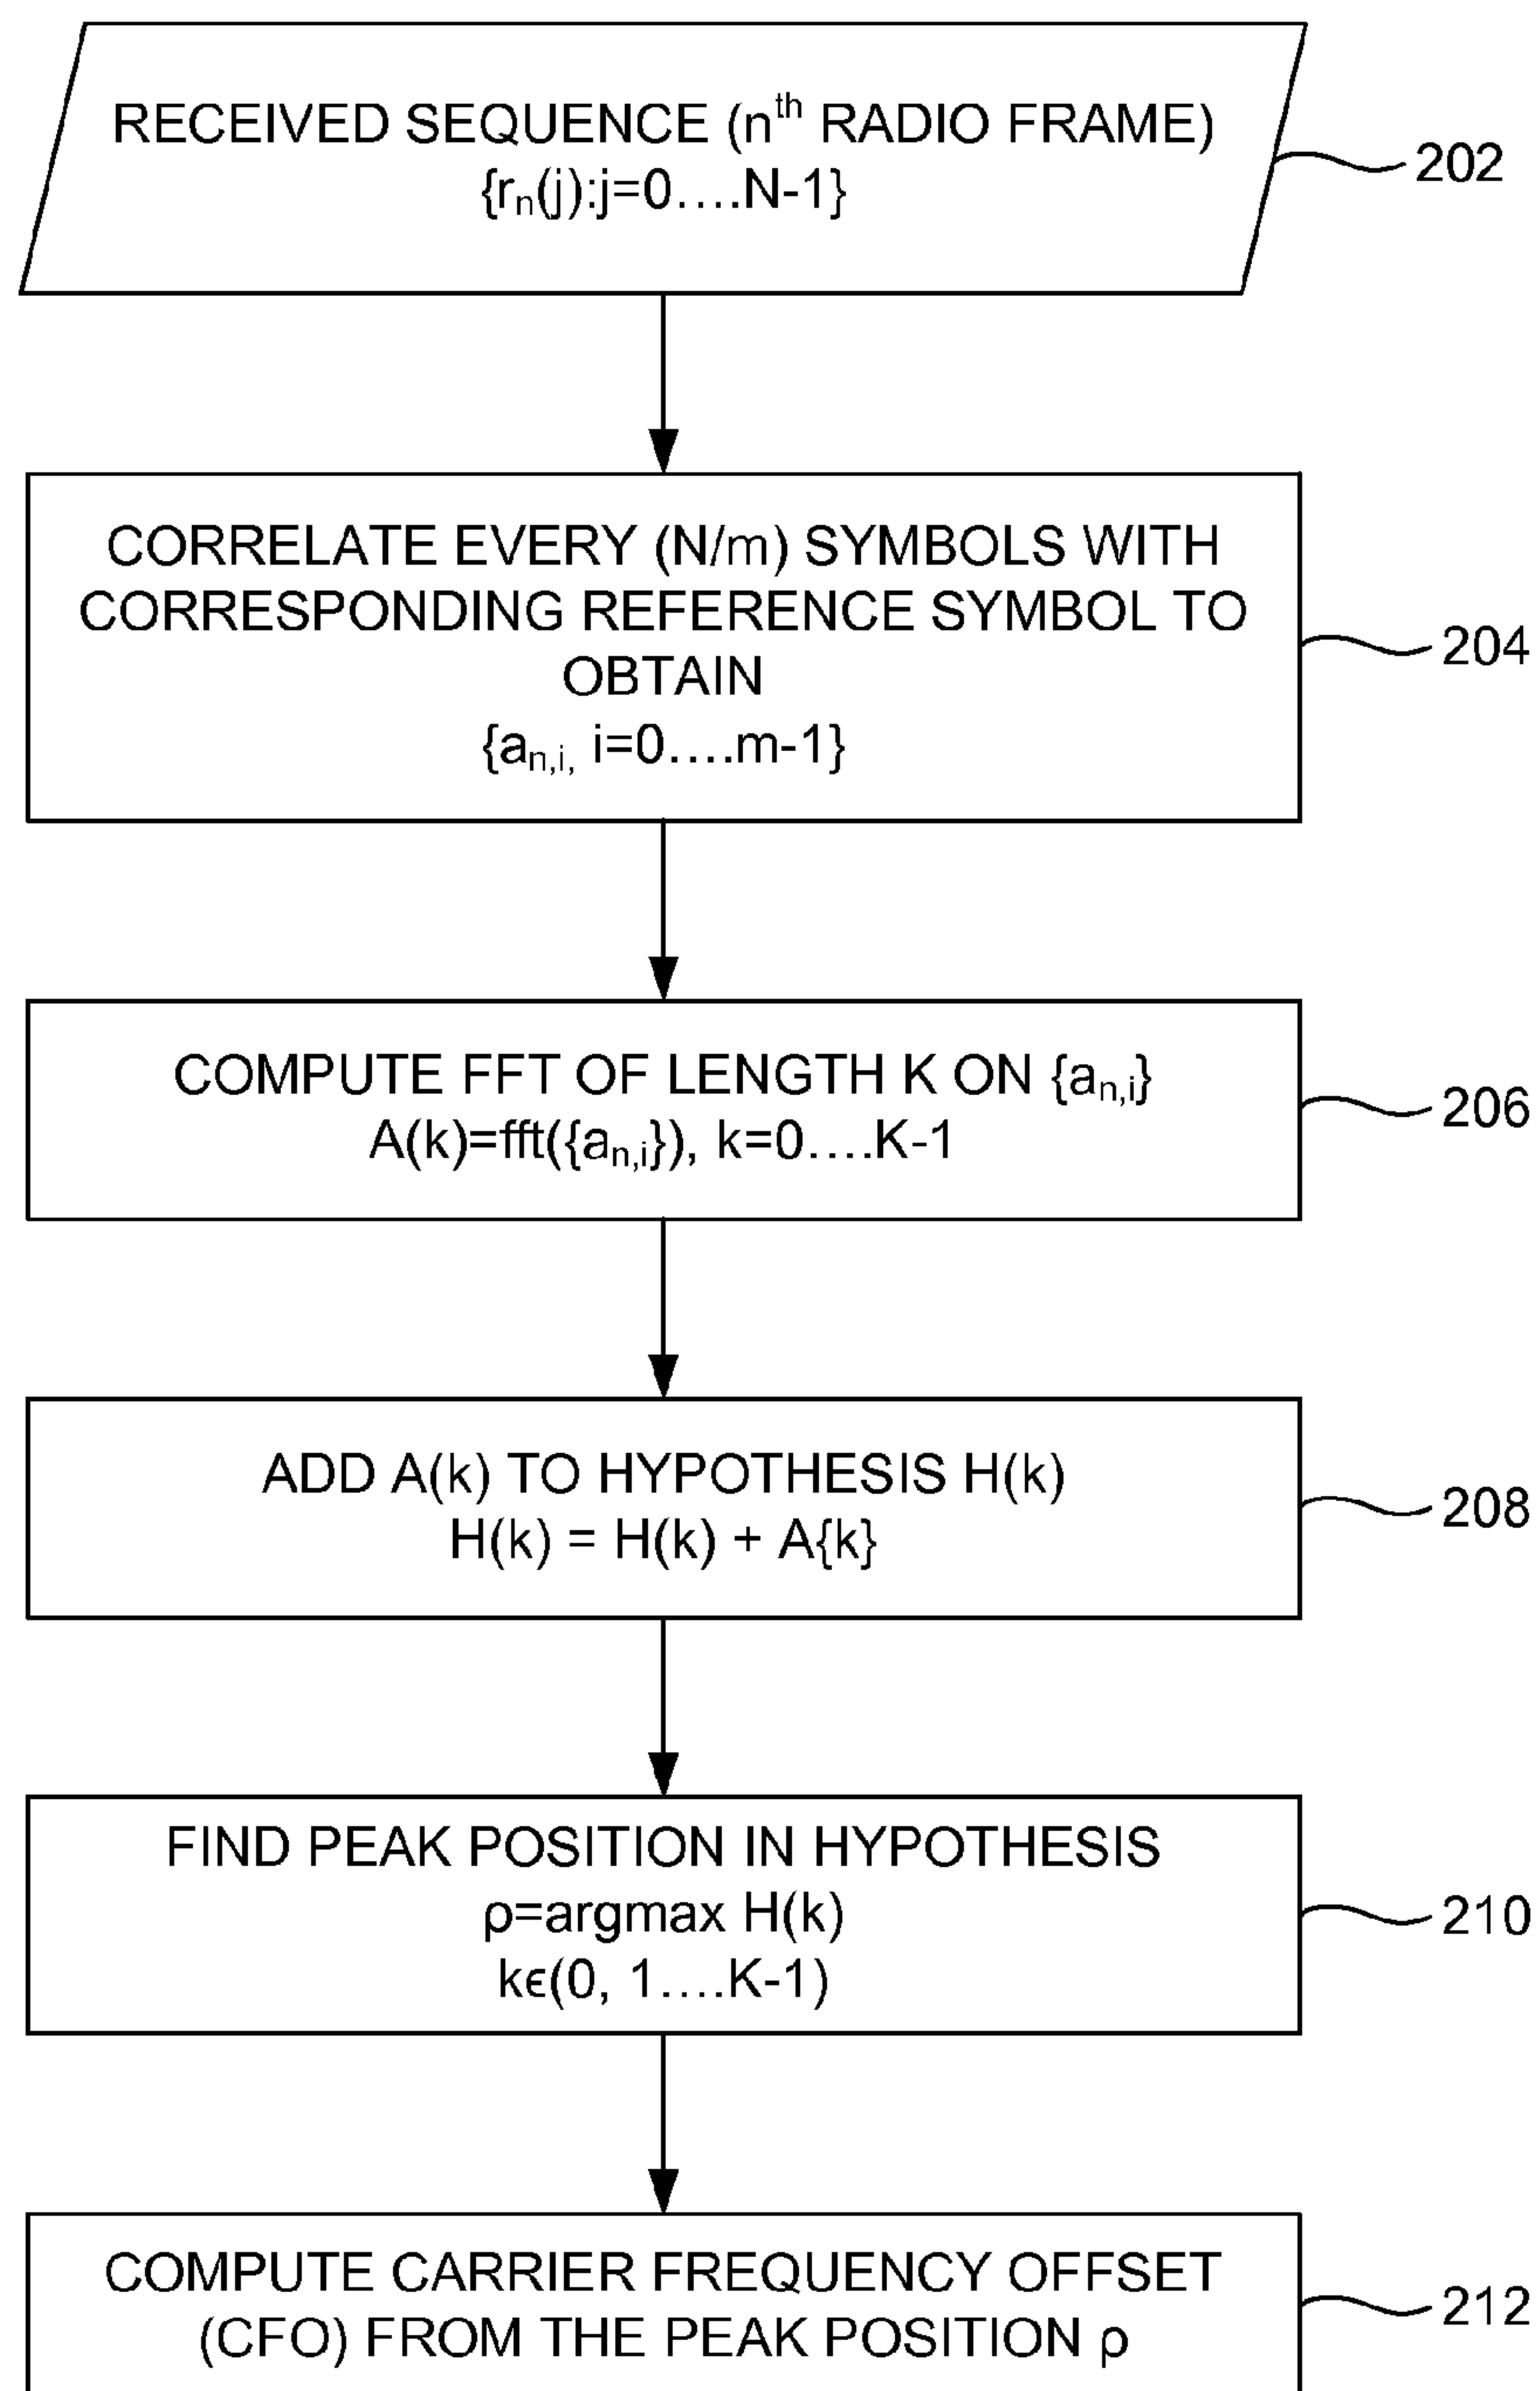 RECEIVED SEQUENCE (nth RADIO FRAME)
{rn(j):j=0....N-1}
202
CORRELATE EVERY (N/m) SYMBOLS WITH
CORRESPONDING REFERENCE SYMBOL TO
OBTAIN
{an,i, i=0....m-1}
204
COMPUTE FFT OF LENGTH K ON {an,i}
A(k)=fft({an,i}), k=0....K-1
206
ADD A(k) TO HYPOTHESIS H(k)
H(k) = H(k) + A{k}
208
FIND PEAK POSITION IN HYPOTHESIS
ρ=argmax H(k)
kϵ(0, 1....K-1)
210
COMPUTE CARRIER FREQUENCY OFFSET
(CFO) FROM THE PEAK POSITION ρ
212